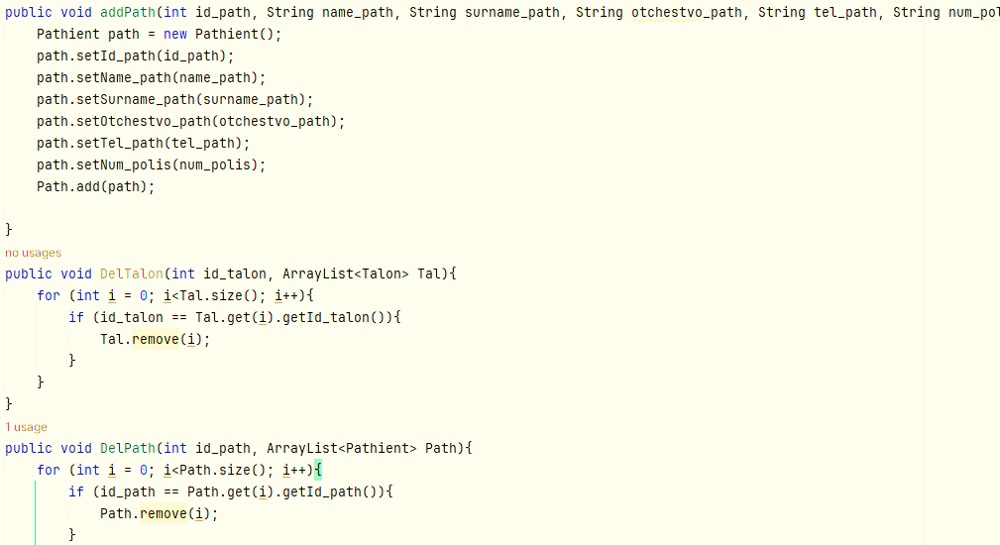 public void addPath(int id_path, String name_path, String surname_path, String otchestvo_path, String tel_path, String num_pol
    Pathient path = new Pathient();
    path.setId_path(id_path);
    path.setName_path(name_path);
    path.setSurname_path(surname_path);
    path.setOtchestvo_path(otchestvo_path);
    path.setTel_path(tel_path);
    path.setNum_polis(num_polis);
    Path.add(path);
}
no usages
public void DelTalon(int id_talon, ArrayList<Talon> Tal){
    for (int i = 0; i<Tal.size(); i++){
        if (id_talon == Tal.get(i).getId_talon()){
            Tal.remove(i);
        }
    }
}
1 usage
public void DelPath(int id_path, ArrayList<Pathient> Path){
    for (int i = 0; i<Path.size(); i++){
        if (id_path == Path.get(i).getId_path()){
            Path.remove(i);
        }